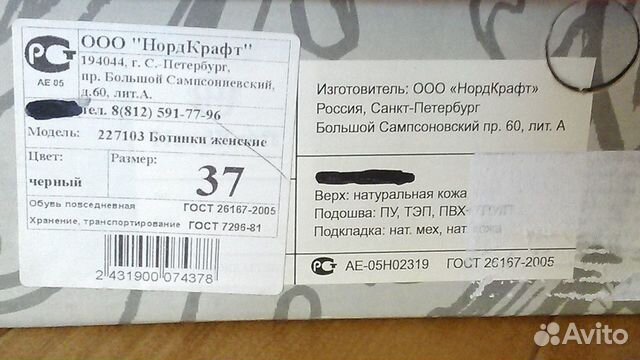 ООО "НордКрафт"
194044, г. С.-Петербург,
пр. Большой Сампсониевский,
д.60, лит.А.
тел. 8(812) 591-77-96
РСТ
АЕ 05
Модель: 227103 Ботинки женские
Цвет: Размер:
черный 37
Обувь повседневная ГОСТ 26167-2005
Хранение, транспортирование ГОСТ 7296-81
2 431900 074378
Изготовитель: ООО «НордКрафт»
Россия, Санкт-Петербург
Большой Сампсоновский пр. 60, лит. А
Верх: натуральная кожа
Подошва: ПУ, ТЭП, ПВХ
Подкладка: нат. мех, нат кожа
РСТ АЕ-05Н02319 ГОСТ 26167-2005
Avito